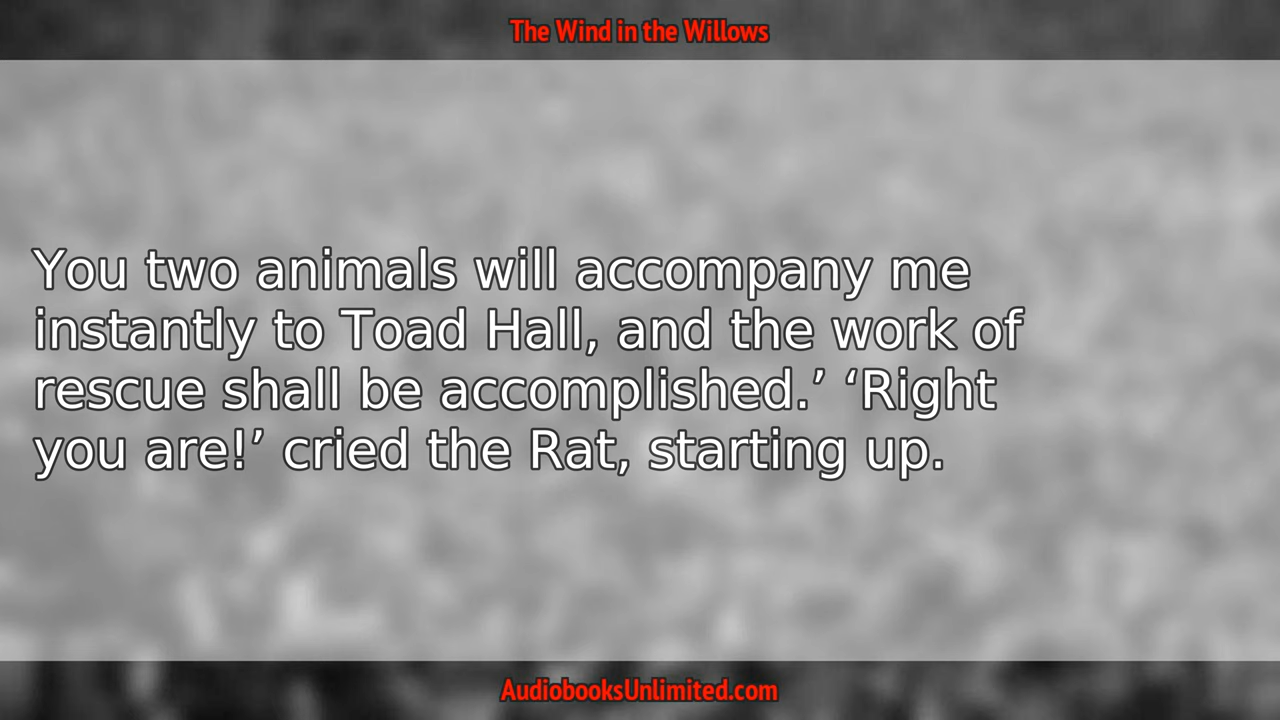 The Wind in the Willows
You two animals will accompany me
instantly to Toad Hall, and the work of
rescue shall be accomplished.’ ‘Right
you are!’ cried the Rat, starting up.
AudiobooksUnlimited.com